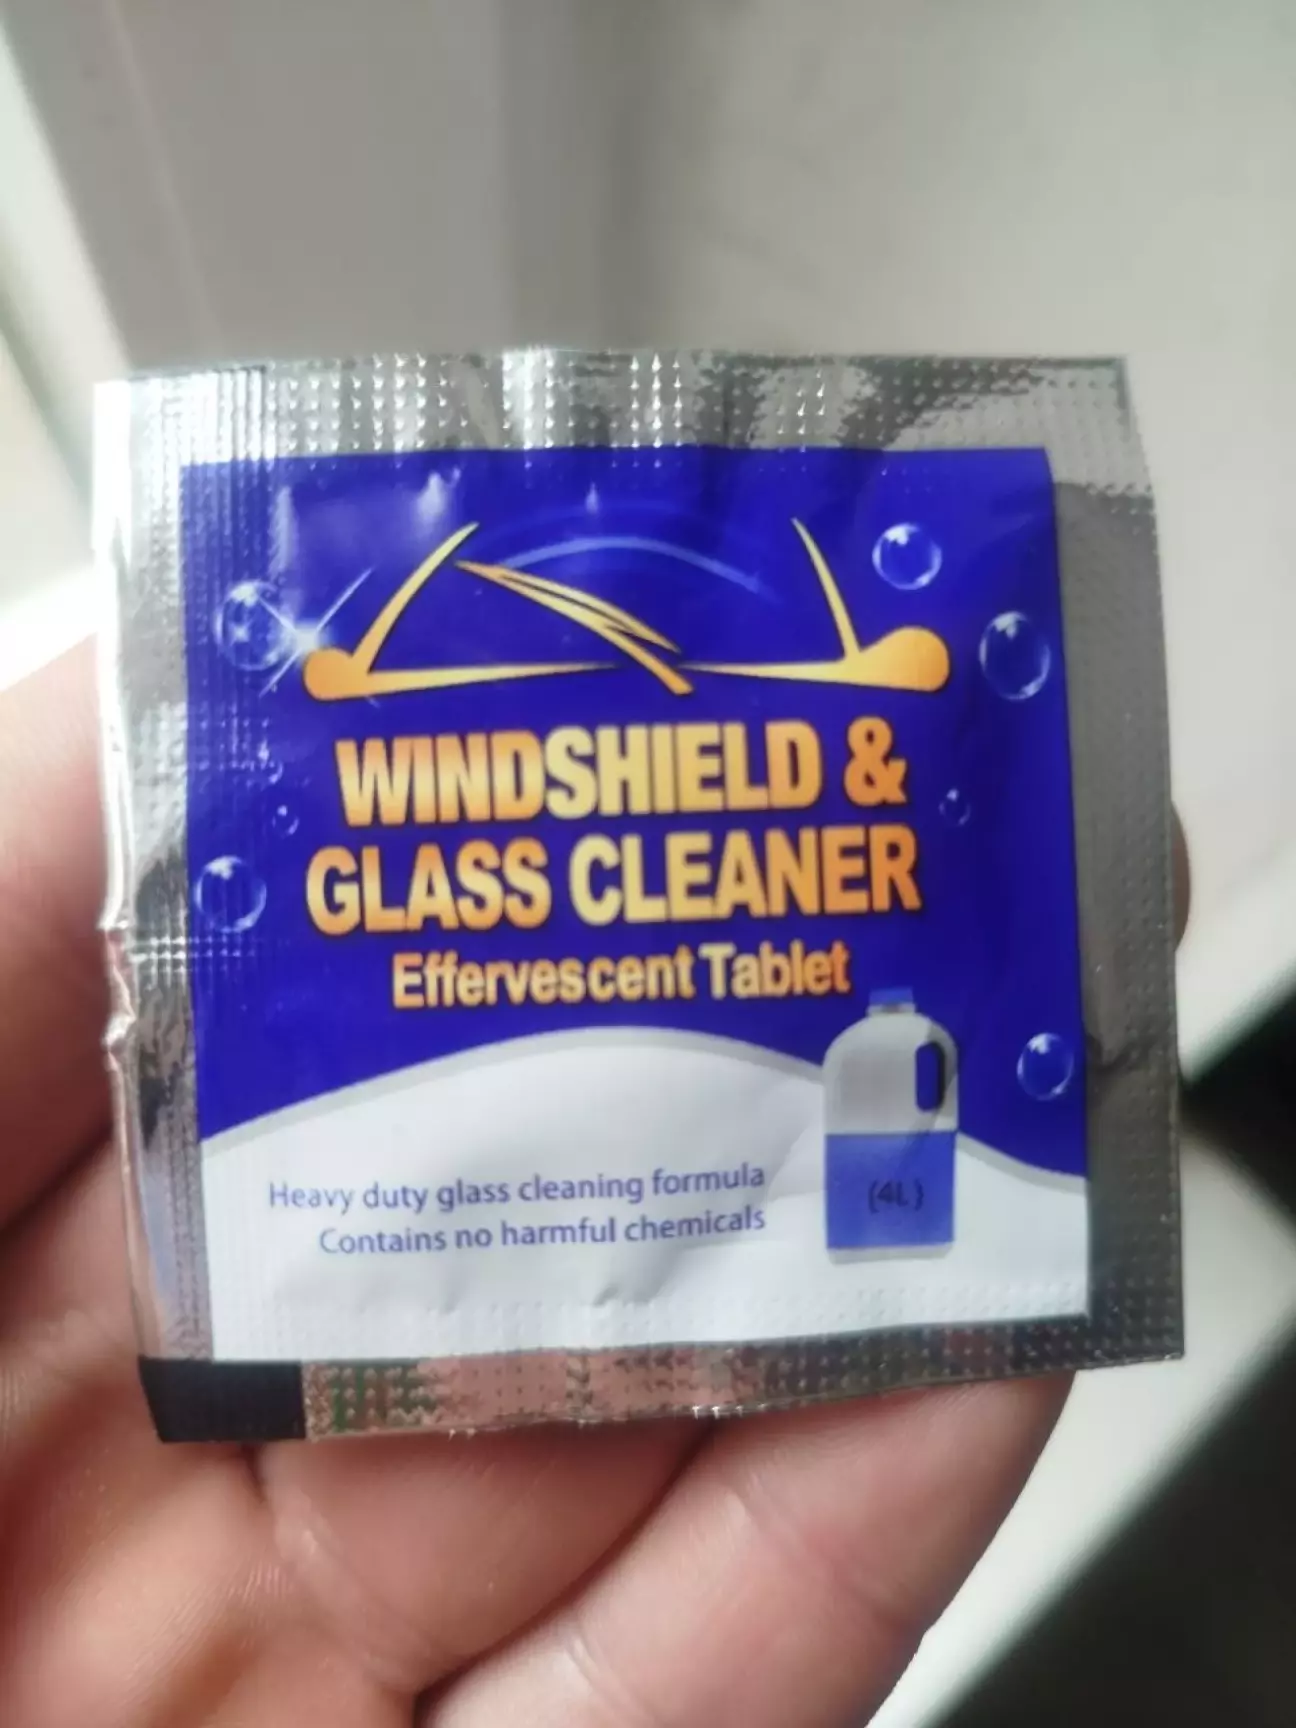 WINDSHIELD &
GLASS CLEANER
Effervescent Tablet
Heavy duty glass cleaning formula
Contains no harmful chemicals
(4L)